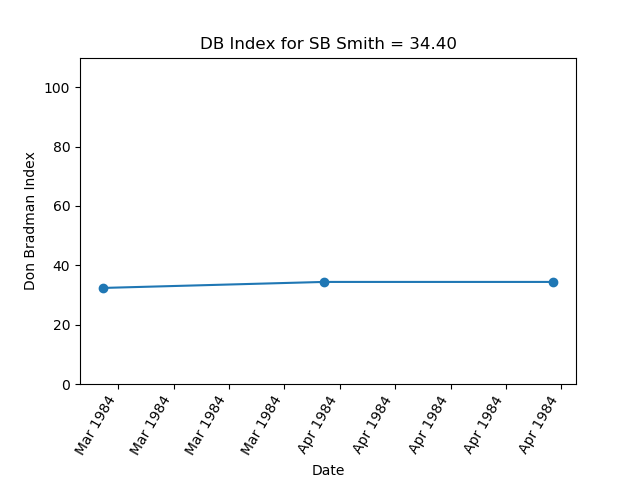 DB Index for SB Smith = 34.40
Don Bradman Index
100
80
60
40
20
0
Mar 1984
Mar 1984
Mar 1984
Mar 1984
Apr 1984
Apr 1984
Apr 1984
Apr 1984
Apr 1984
Date